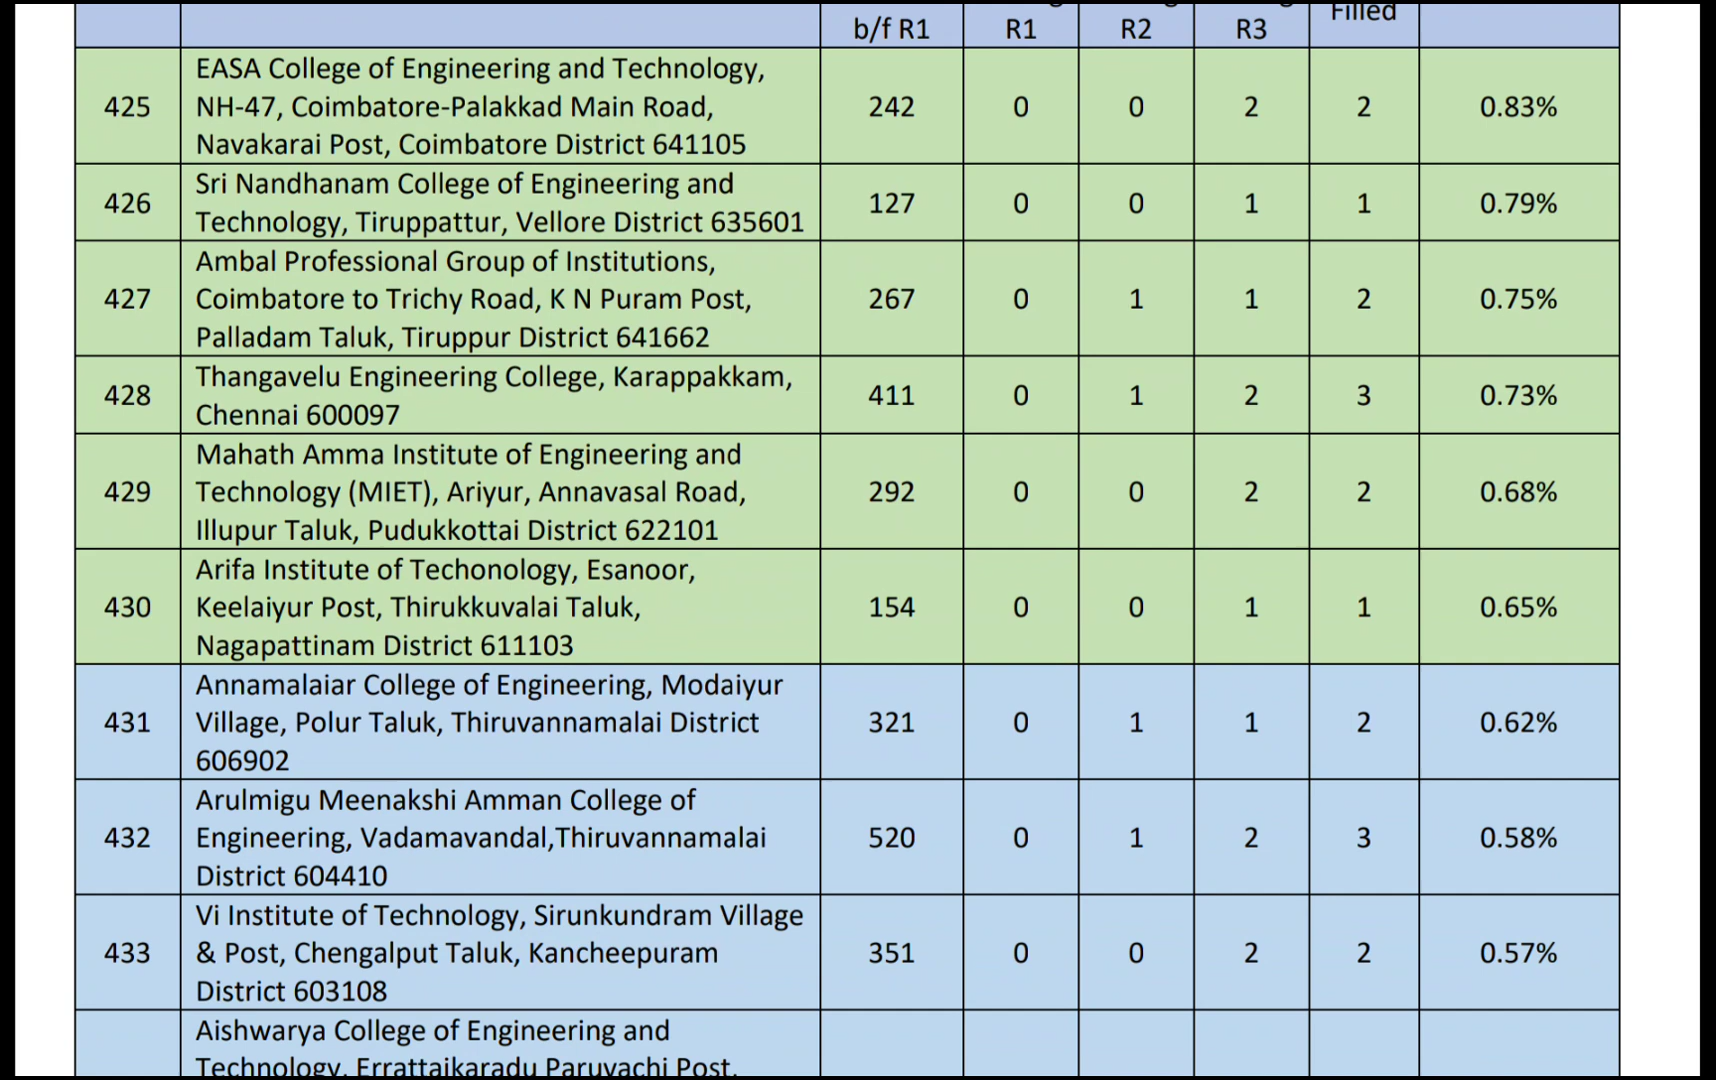 Filled
b/f R1 R1 R2 R3
EASA College of Engineering and Technology,
425 NH-47, Coimbatore-Palakkad Main Road, 242 0 0 2 2 0.83%
Navakarai Post, Coimbatore District 641105
Sri Nandhanam College of Engineering and
426 127 0 0 1 1 0.79%
Technology, Tiruppattur, Vellore District 635601
Ambal Professional Group of Institutions,
427 Coimbatore to Trichy Road, K N Puram Post, 267 0 1 1 2 0.75%
Palladam Taluk, Tiruppur District 641662
Thangavelu Engineering College, Karappakkam,
428 411 0 1 2 3 0.73%
Chennai 600097
Mahath Amma Institute of Engineering and
429 Technology (MIET), Ariyur, Annavasal Road, 292 0 0 2 2 0.68%
Illupur Taluk, Pudukkottai District 622101
Arifa Institute of Techonology, Esanoor,
430 Keelaiyur Post, Thirukkuvalai Taluk, 154 0 0 1 1 0.65%
Nagapattinam District 611103
Annamalaiar College of Engineering, Modaiyur
431 Village, Polur Taluk, Thiruvannamalai District 321 0 1 1 2 0.62%
606902
Arulmigu Meenakshi Amman College of
432 Engineering, Vadamavandal,Thiruvannamalai 520 0 1 2 3 0.58%
District 604410
Vi Institute of Technology, Sirunkundram Village
433 & Post, Chengalput Taluk, Kancheepuram 351 0 0 2 2 0.57%
District 603108
Aishwarya College of Engineering and
Technology, Errattaikaradu Paruvachi Post,